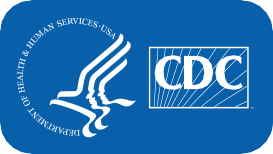 DEPARTMENT OF HEALTH & HUMAN SERVICES·USA
CDC